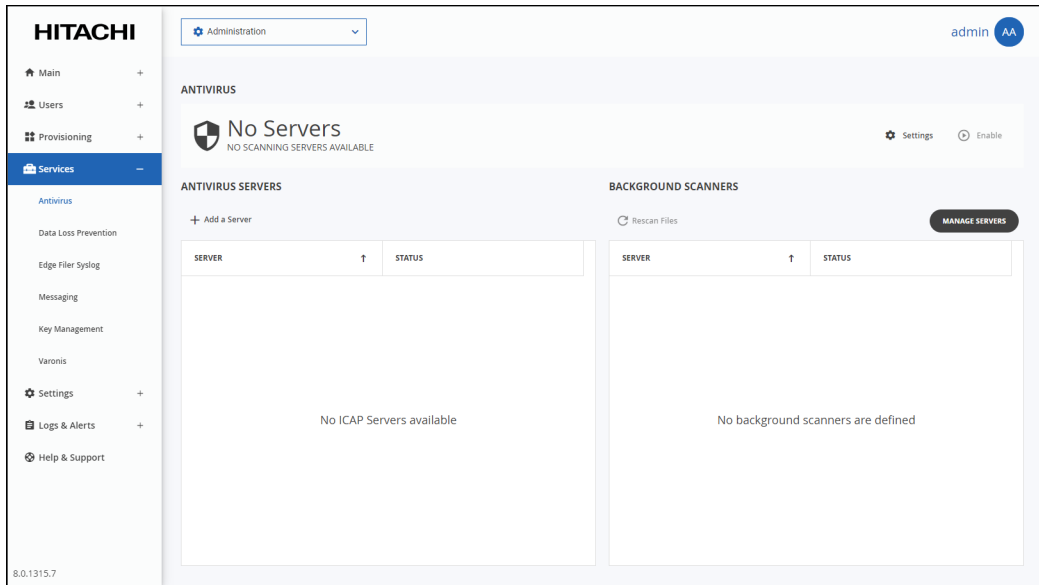 HITACHI
Administration
admin AA
Main
Users
Provisioning
Services
Antivirus
Data Loss Prevention
Edge Filer Syslog
Messaging
Key Management
Varonis
Settings
Logs & Alerts
Help & Support
8.0.1315.7
ANTIVIRUS
No Servers
NO SCANNING SERVERS AVAILABLE
Settings Enable
ANTIVIRUS SERVERS
Add a Server
SERVER STATUS
No ICAP Servers available
BACKGROUND SCANNERS
Rescan Files MANAGE SERVERS
SERVER STATUS
No background scanners are defined